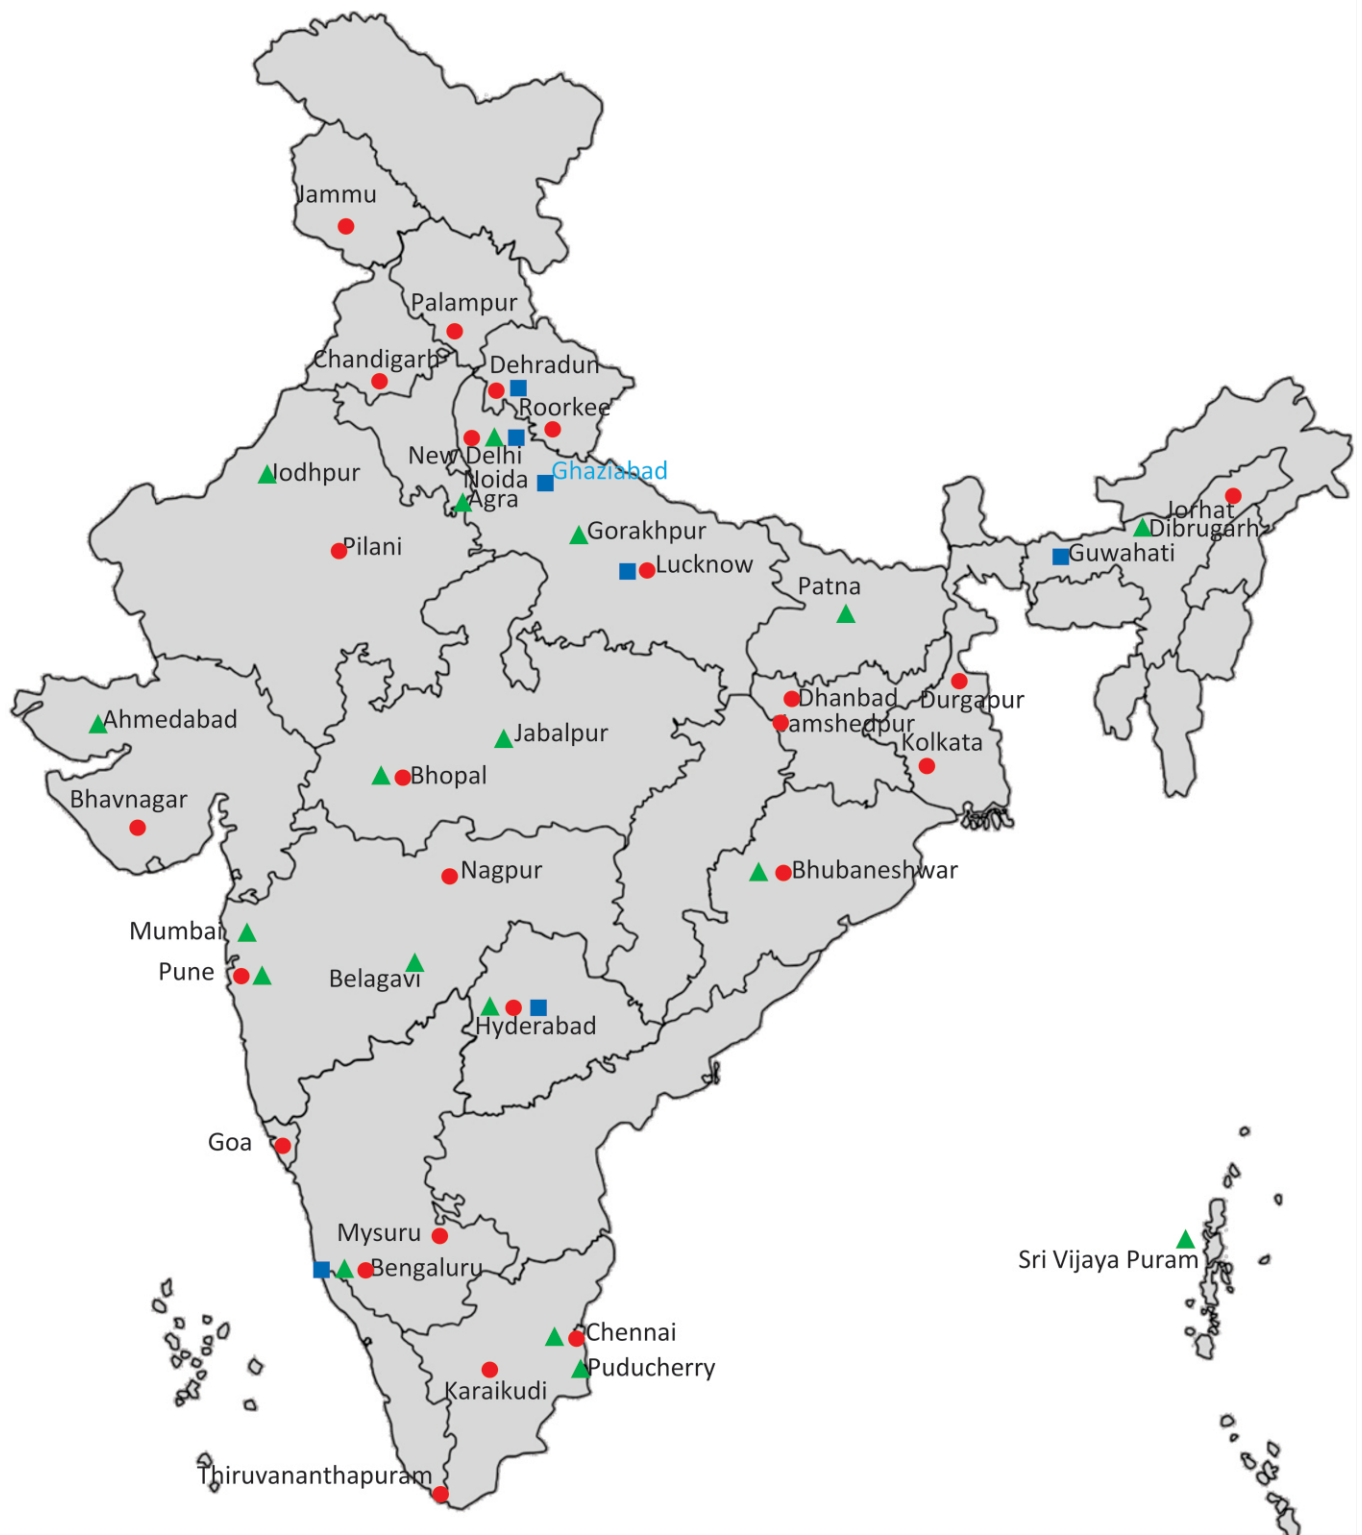 Jammu
Palampur
Chandigarh
Dehradun
Roorkee
New Delhi
Noida
Ghaziabad
Jodhpur
Agra
Jorhat
Dibrugarh
Gorakhpur
Pilani
Guwahati
Lucknow
Patna
Dhanbad
Durgapur
Ahmedabad
Jamshedpur
Jabalpur
Kolkata
Bhopal
Bhavnagar
Nagpur
Bhubaneshwar
Mumbai
Pune
Belagavi
Hyderabad
Goa
Mysuru
Sri Vijaya Puram
Bengaluru
Chennai
Puducherry
Karaikudi
Thiruvananthapuram